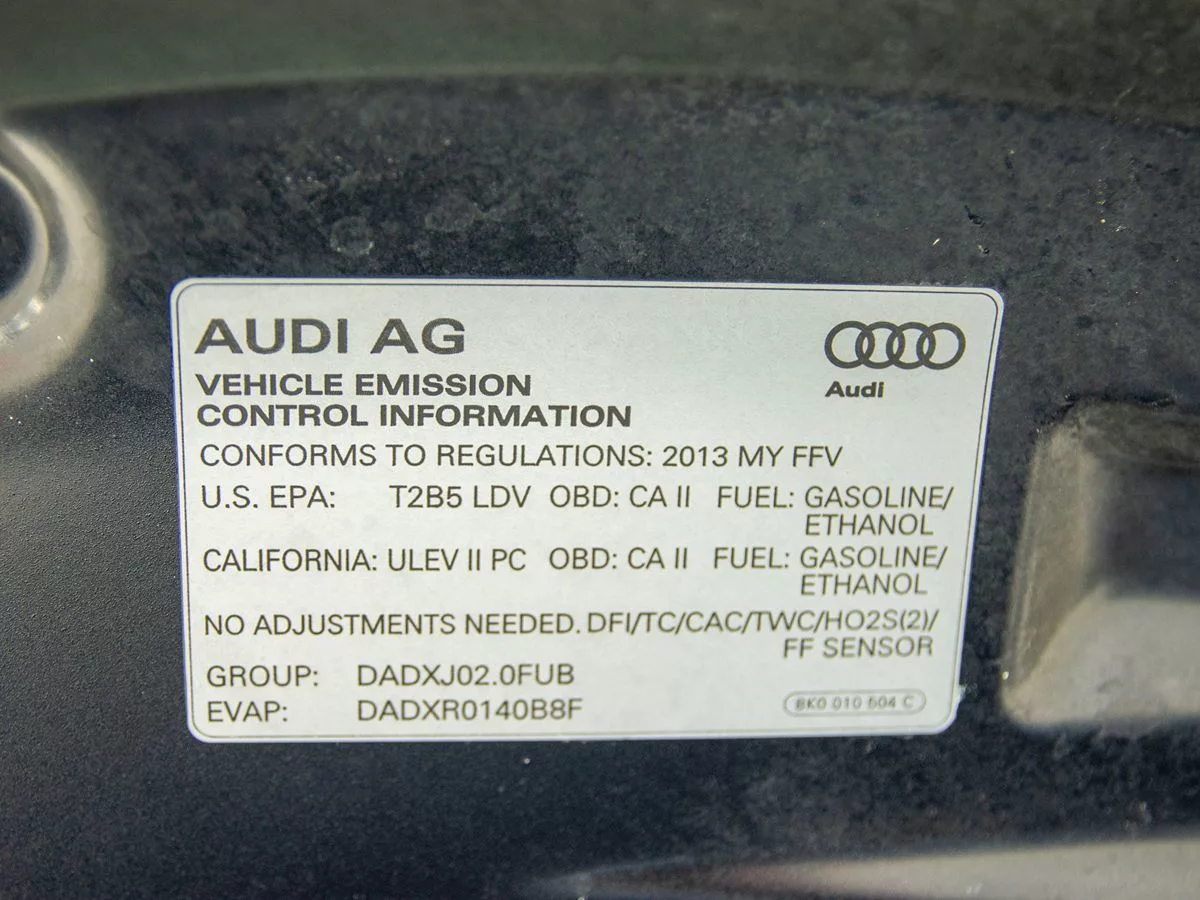 AUDI AG
Audi
VEHICLE EMISSION
CONTROL INFORMATION
CONFORMS TO REGULATIONS: 2013 MY FFV
U.S. EPA: T2B5 LDV OBD: CA II FUEL: GASOLINE/
ETHANOL
CALIFORNIA: ULEV II PC OBD: CA II FUEL: GASOLINE/
ETHANOL
NO ADJUSTMENTS NEEDED. DFI/TC/CAC/TWC/HO2S(2)/
FF SENSOR
GROUP: DADXJ02.0FUB
EVAP: DADXR0140B8F
8K0 010 504 C